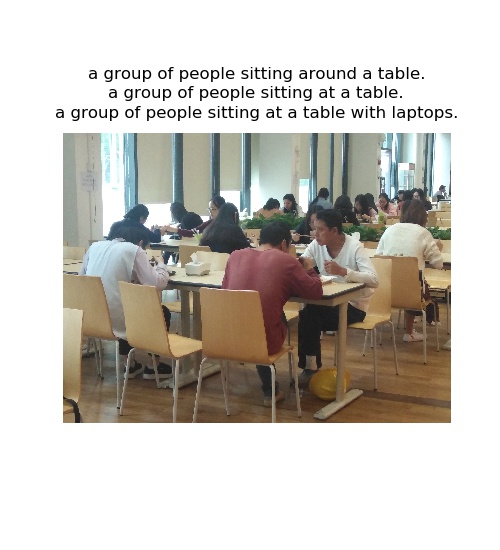 a group of people sitting around a table.
a group of people sitting at a table.
a group of people sitting at a table with laptops.